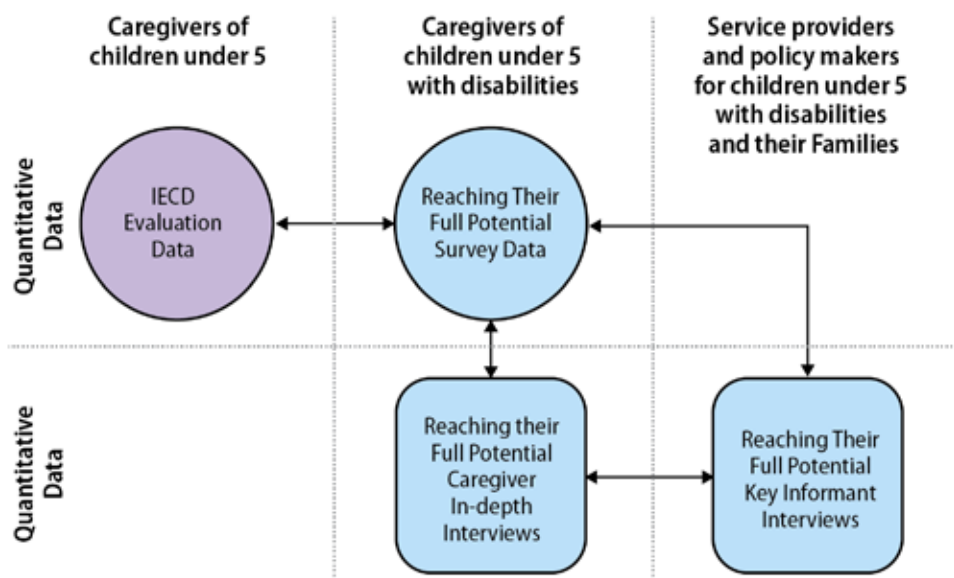 Caregivers of
children under 5
Caregivers of
children under 5
with disabilities
Service providers
and policy makers
for children under 5
with disabilities
and their Families
Quantitative
Data
IECD
Evaluation
Data
Reaching Their
Full Potential
Survey Data
Quantitative
Data
Reaching their
Full Potential
Caregiver
In-depth
Interviews
Reaching Their
Full Potential
Key Informant
Interviews